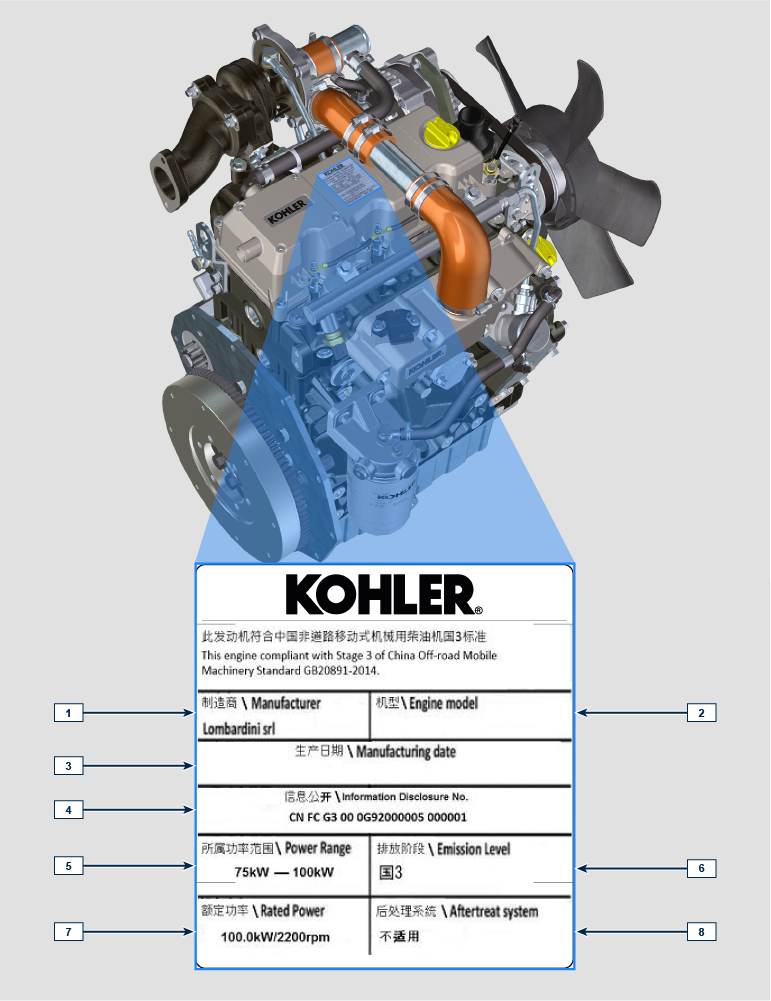 KOHLER
KOHLER
KOHLER
KOHLER
KOHLER®
此发动机符合中国非道路移动式机械用柴油机国3标准
This engine compliant with Stage 3 of China Off-road Mobile
Machinery Standard GB20891-2014.
1
制造商 \ Manufacturer
Lombardini srl
机型\ Engine model
2
3
生产日期 \ Manufacturing date
4
信息公开 \ Information Disclosure No.
CN FC G3 00 0G92000005 000001
5
所属功率范围\ Power Range
75kW — 100kW
排放阶段 \ Emission Level
国3
6
7
额定功率 \ Rated Power
100.0kW/2200rpm
后处理系统 \ Aftertreat system
不适用
8